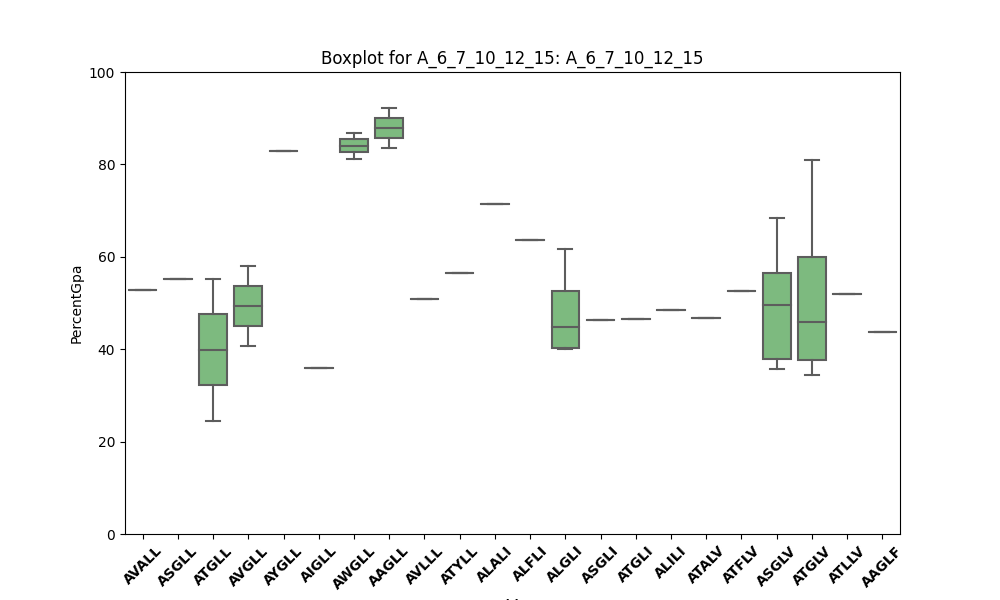 Boxplot for A_6_7_10_12_15: A_6_7_10_12_15
PercentGpa
100
80
60
40
20
0
AVALL ASGLL ATGLL AVGLL AYGLL AIGLL AWGLL AAGLL AVLLL ATYLL ALALI ALFLI ALGLI ASGLI ATGLI ALILI ATALV ATFLV ASGLV ATGLV ATLLV AAGLF